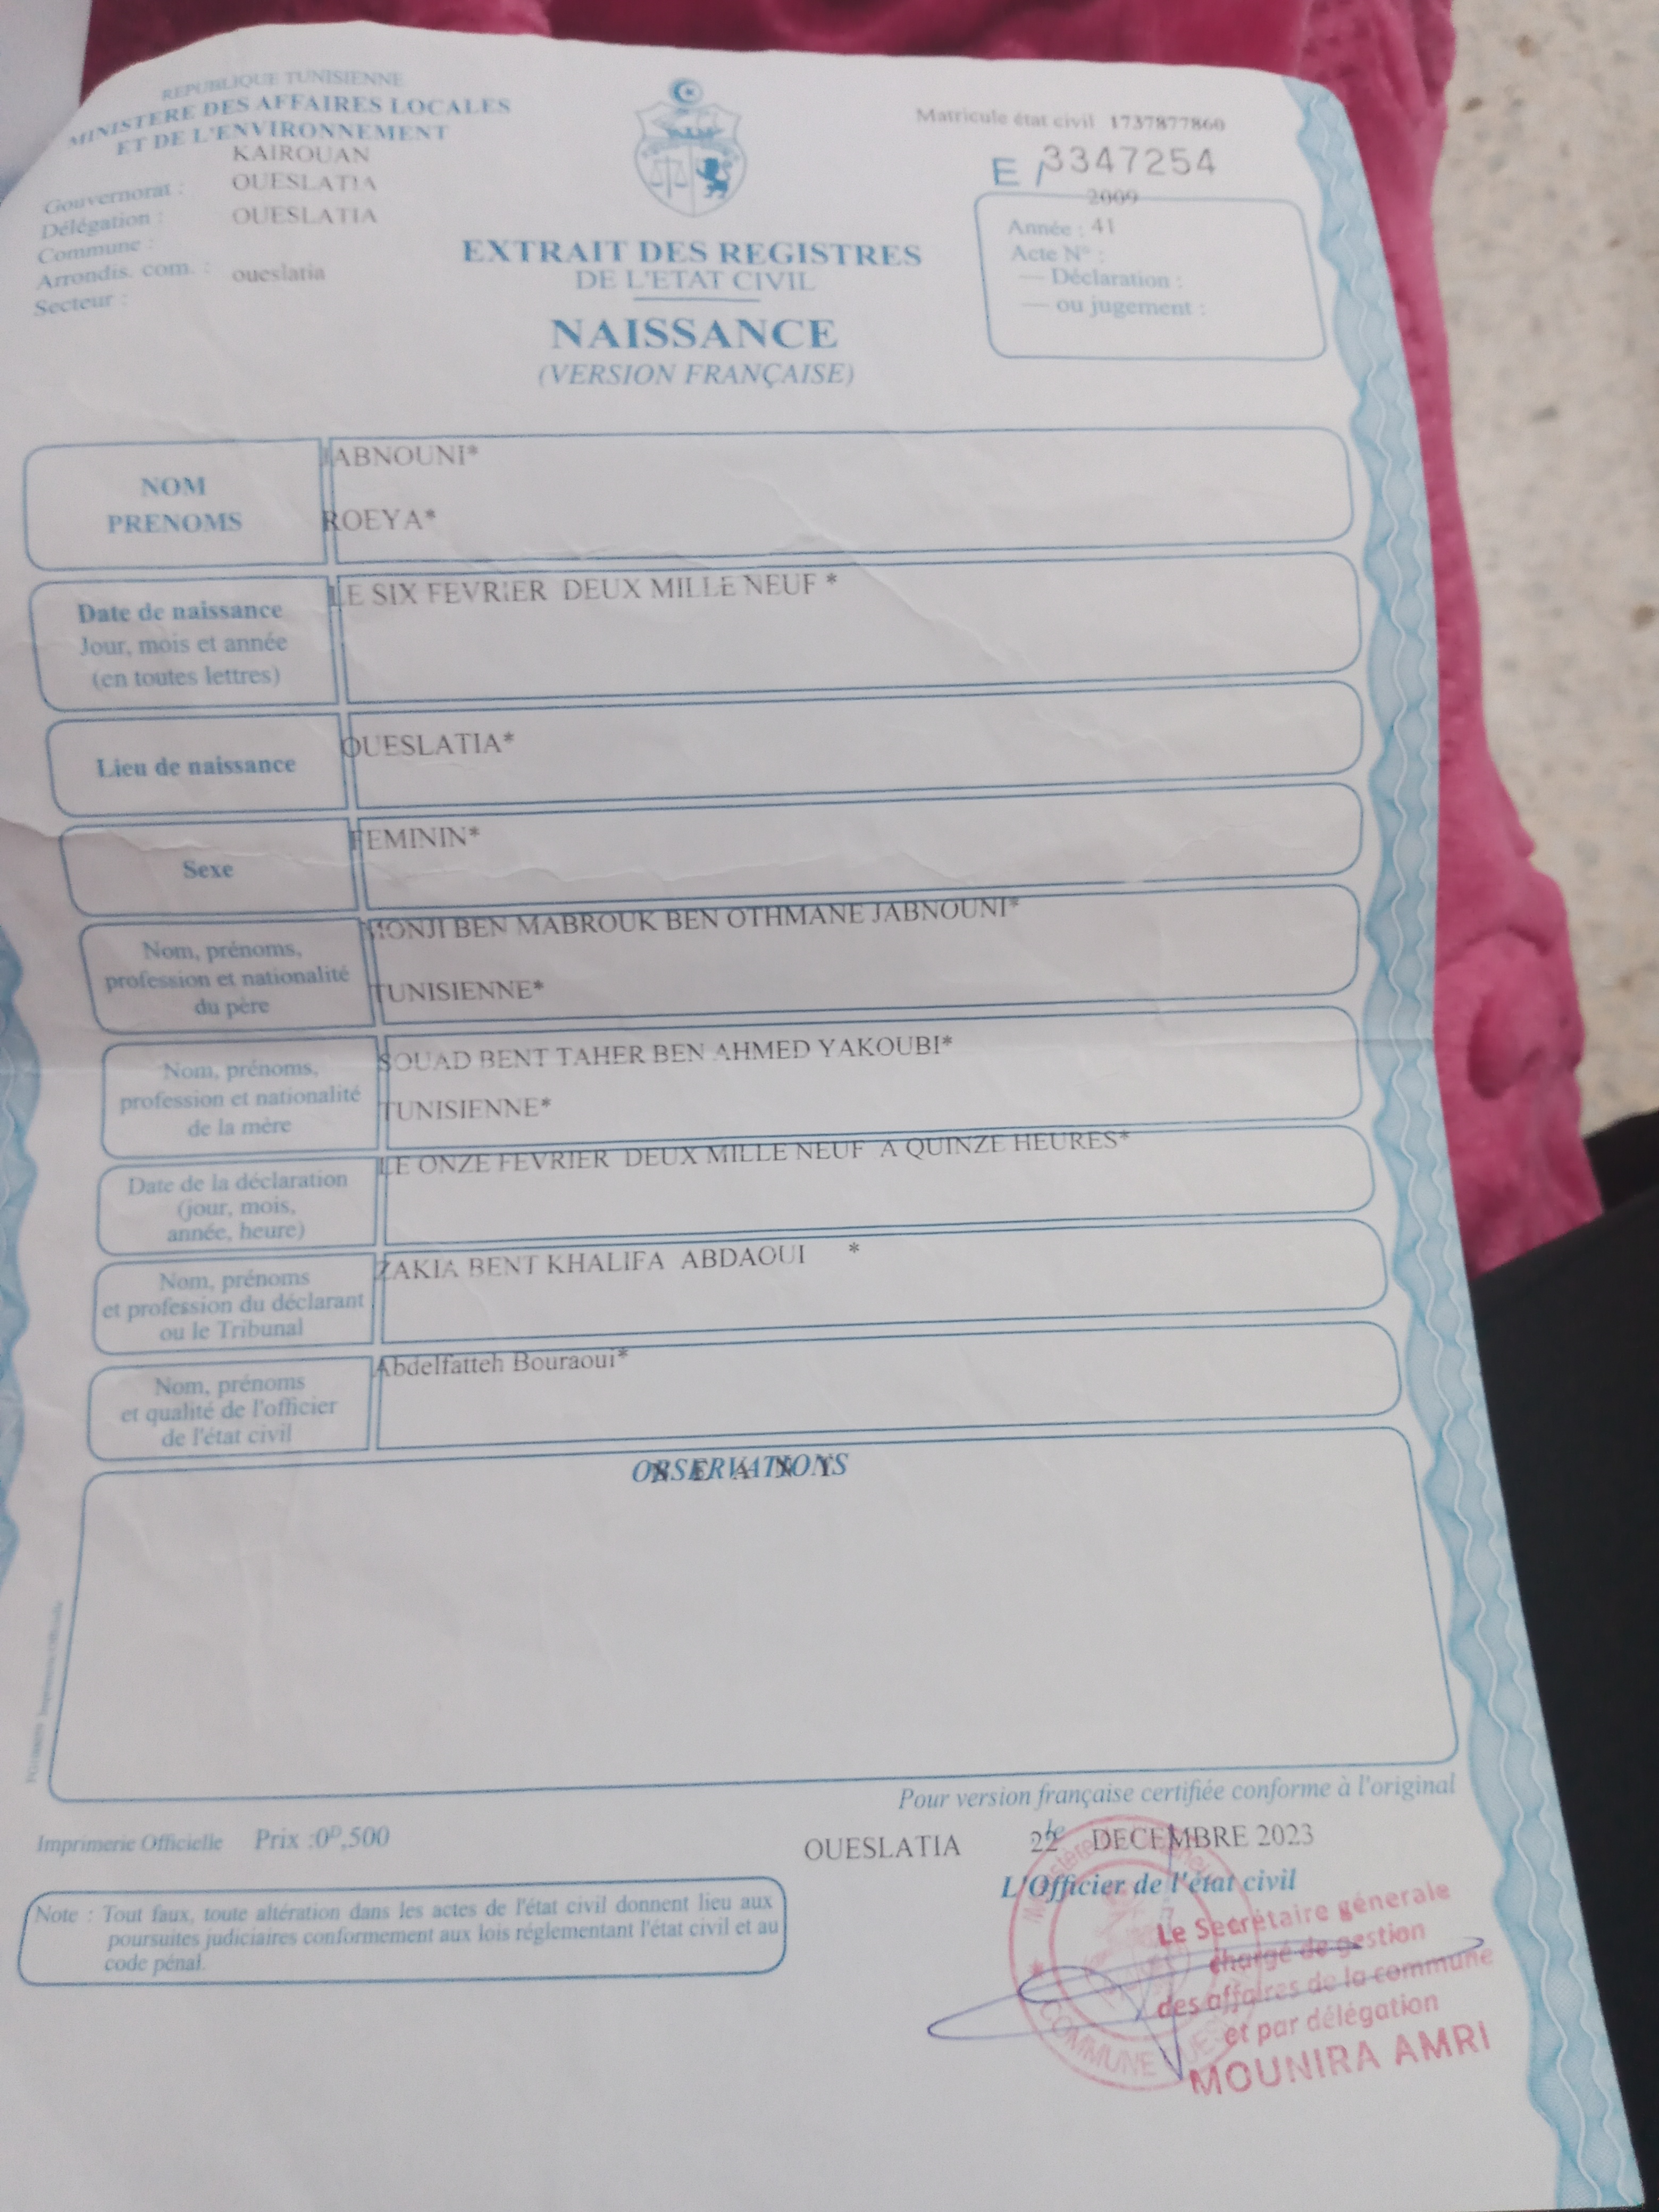 REPUBLIQUE TUNISIENNE
MINISTERE DES AFFAIRES LOCALES
ET DE L'ENVIRONNEMENT
KAIROUAN
Gouvernorat : OUESLATIA
Délégation : OUESLATIA
Commune :
Arrondis. com. : oueslatia
Secteur :
Matricule état civil 1737877860
E 3347254
2009
Année : 41
Acte N° :
— Déclaration :
— ou jugement :
EXTRAIT DES REGISTRES
DE L'ETAT CIVIL
NAISSANCE
(VERSION FRANÇAISE)
NOM
PRENOMS
JABNOUNI*
ROEYA*
Date de naissance
Jour, mois et année
(en toutes lettres)
LE SIX FEVRIER DEUX MILLE NEUF *
Lieu de naissance
OUESLATIA*
Sexe
FEMININ*
Nom, prénoms,
profession et nationalité
du père
MONJI BEN MABROUK BEN OTHMANE JABNOUNI*
TUNISIENNE*
Nom, prénoms,
profession et nationalité
de la mère
SOUAD BENT TAHER BEN AHMED YAKOUBI*
TUNISIENNE*
Date de la déclaration
(jour, mois,
année, heure)
LE ONZE FEVRIER DEUX MILLE NEUF A QUINZE HEURES*
Nom, prénoms
et profession du déclarant
ou le Tribunal
ZAKIA BENT KHALIFA ABDAOUI *
Nom, prénoms
et qualité de l'officier
de l'état civil
Abdelfatteh Bouraoui*
OBSERVATIONS
Pour version française certifiée conforme à l'original
Imprimerie Officielle Prix :0ᴰ,500
OUESLATIA 22 le DECEMBRE 2023
L'Officier de l'état civil
Note : Tout faux, toute altération dans les actes de l'état civil donnent lieu aux
poursuites judiciaires conformement aux lois réglementant l'état civil et au
code pénal.
Le Secrétaire génerale
chargé de gestion
des affaires de la commune
et par délégation
MOUNIRA AMRI
COMMUNE